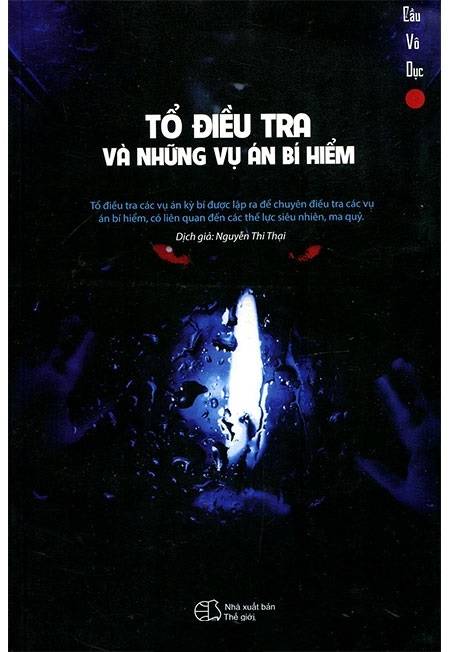 Cầu
Vô
Dục
TỔ ĐIỀU TRA
VÀ NHỮNG VỤ ÁN BÍ HIỂM
Tổ điều tra các vụ án kỳ bí được lập ra để chuyên điều tra các vụ
án bí hiểm, có liên quan đến các thế lực siêu nhiên, ma quỷ.
Dịch giả: Nguyễn Thi Thại
Nhà xuất bản
Thế giới